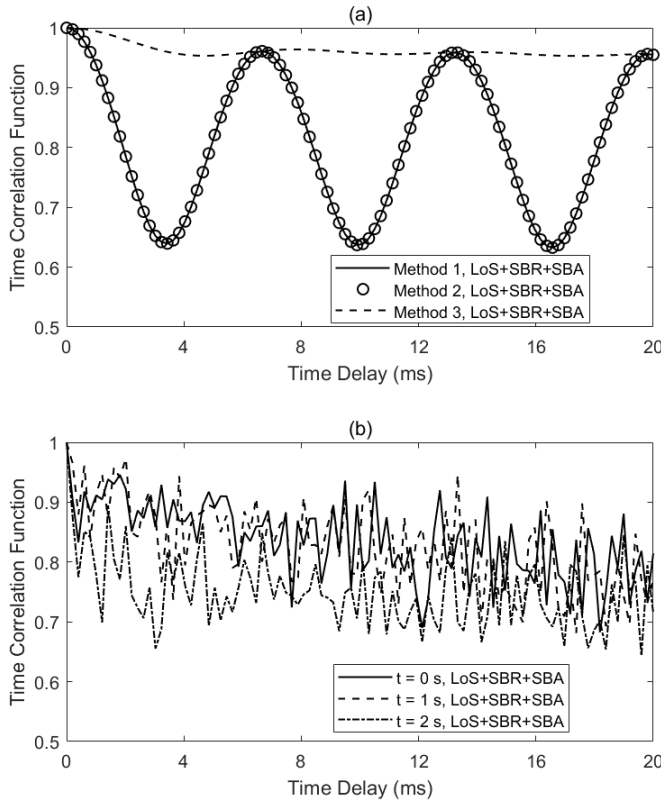 (a)
Time Correlation Function
1
0.9
0.8
0.7
0.6
0.5
Method 1, LoS+SBR+SBA
Method 2, LoS+SBR+SBA
Method 3, LoS+SBR+SBA
0 4 8 12 16 20
Time Delay (ms)
(b)
Time Correlation Function
1
0.9
0.8
0.7
0.6
0.5
t = 0 s, LoS+SBR+SBA
t = 1 s, LoS+SBR+SBA
t = 2 s, LoS+SBR+SBA
0 4 8 12 16 20
Time Delay (ms)